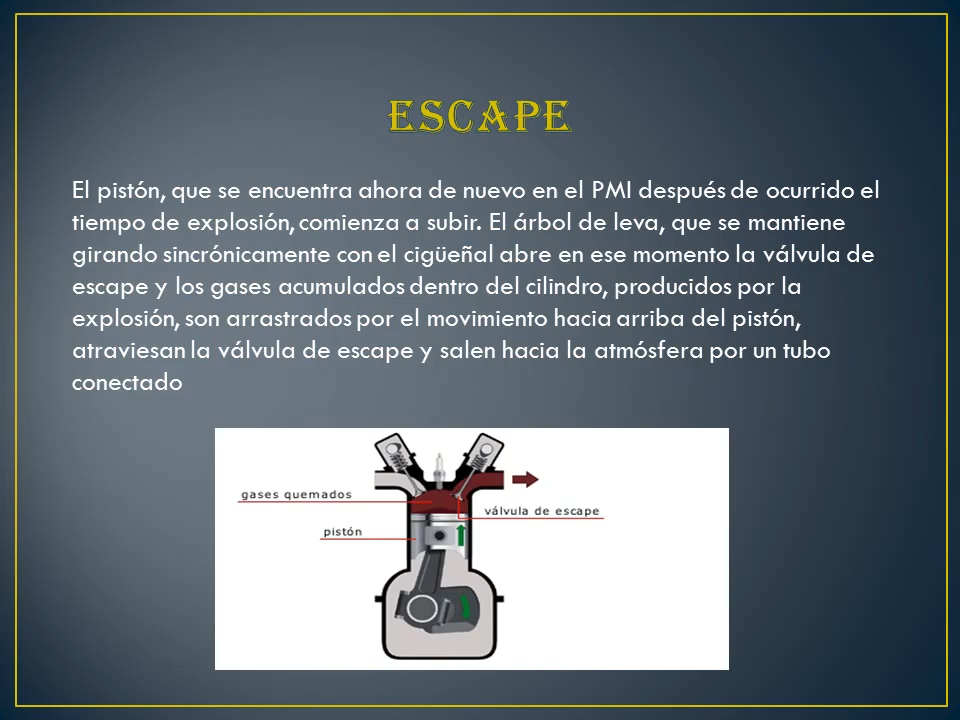 ESCAPE
El pistón, que se encuentra ahora de nuevo en el PMI después de ocurrido el
tiempo de explosión, comienza a subir. El árbol de leva, que se mantiene
girando sincrónicamente con el cigüeñal abre en ese momento la válvula de
escape y los gases acumulados dentro del cilindro, producidos por la
explosión, son arrastrados por el movimiento hacia arriba del pistón,
atraviesan la válvula de escape y salen hacia la atmósfera por un tubo
conectado
gases quemados
válvula de escape
pistón